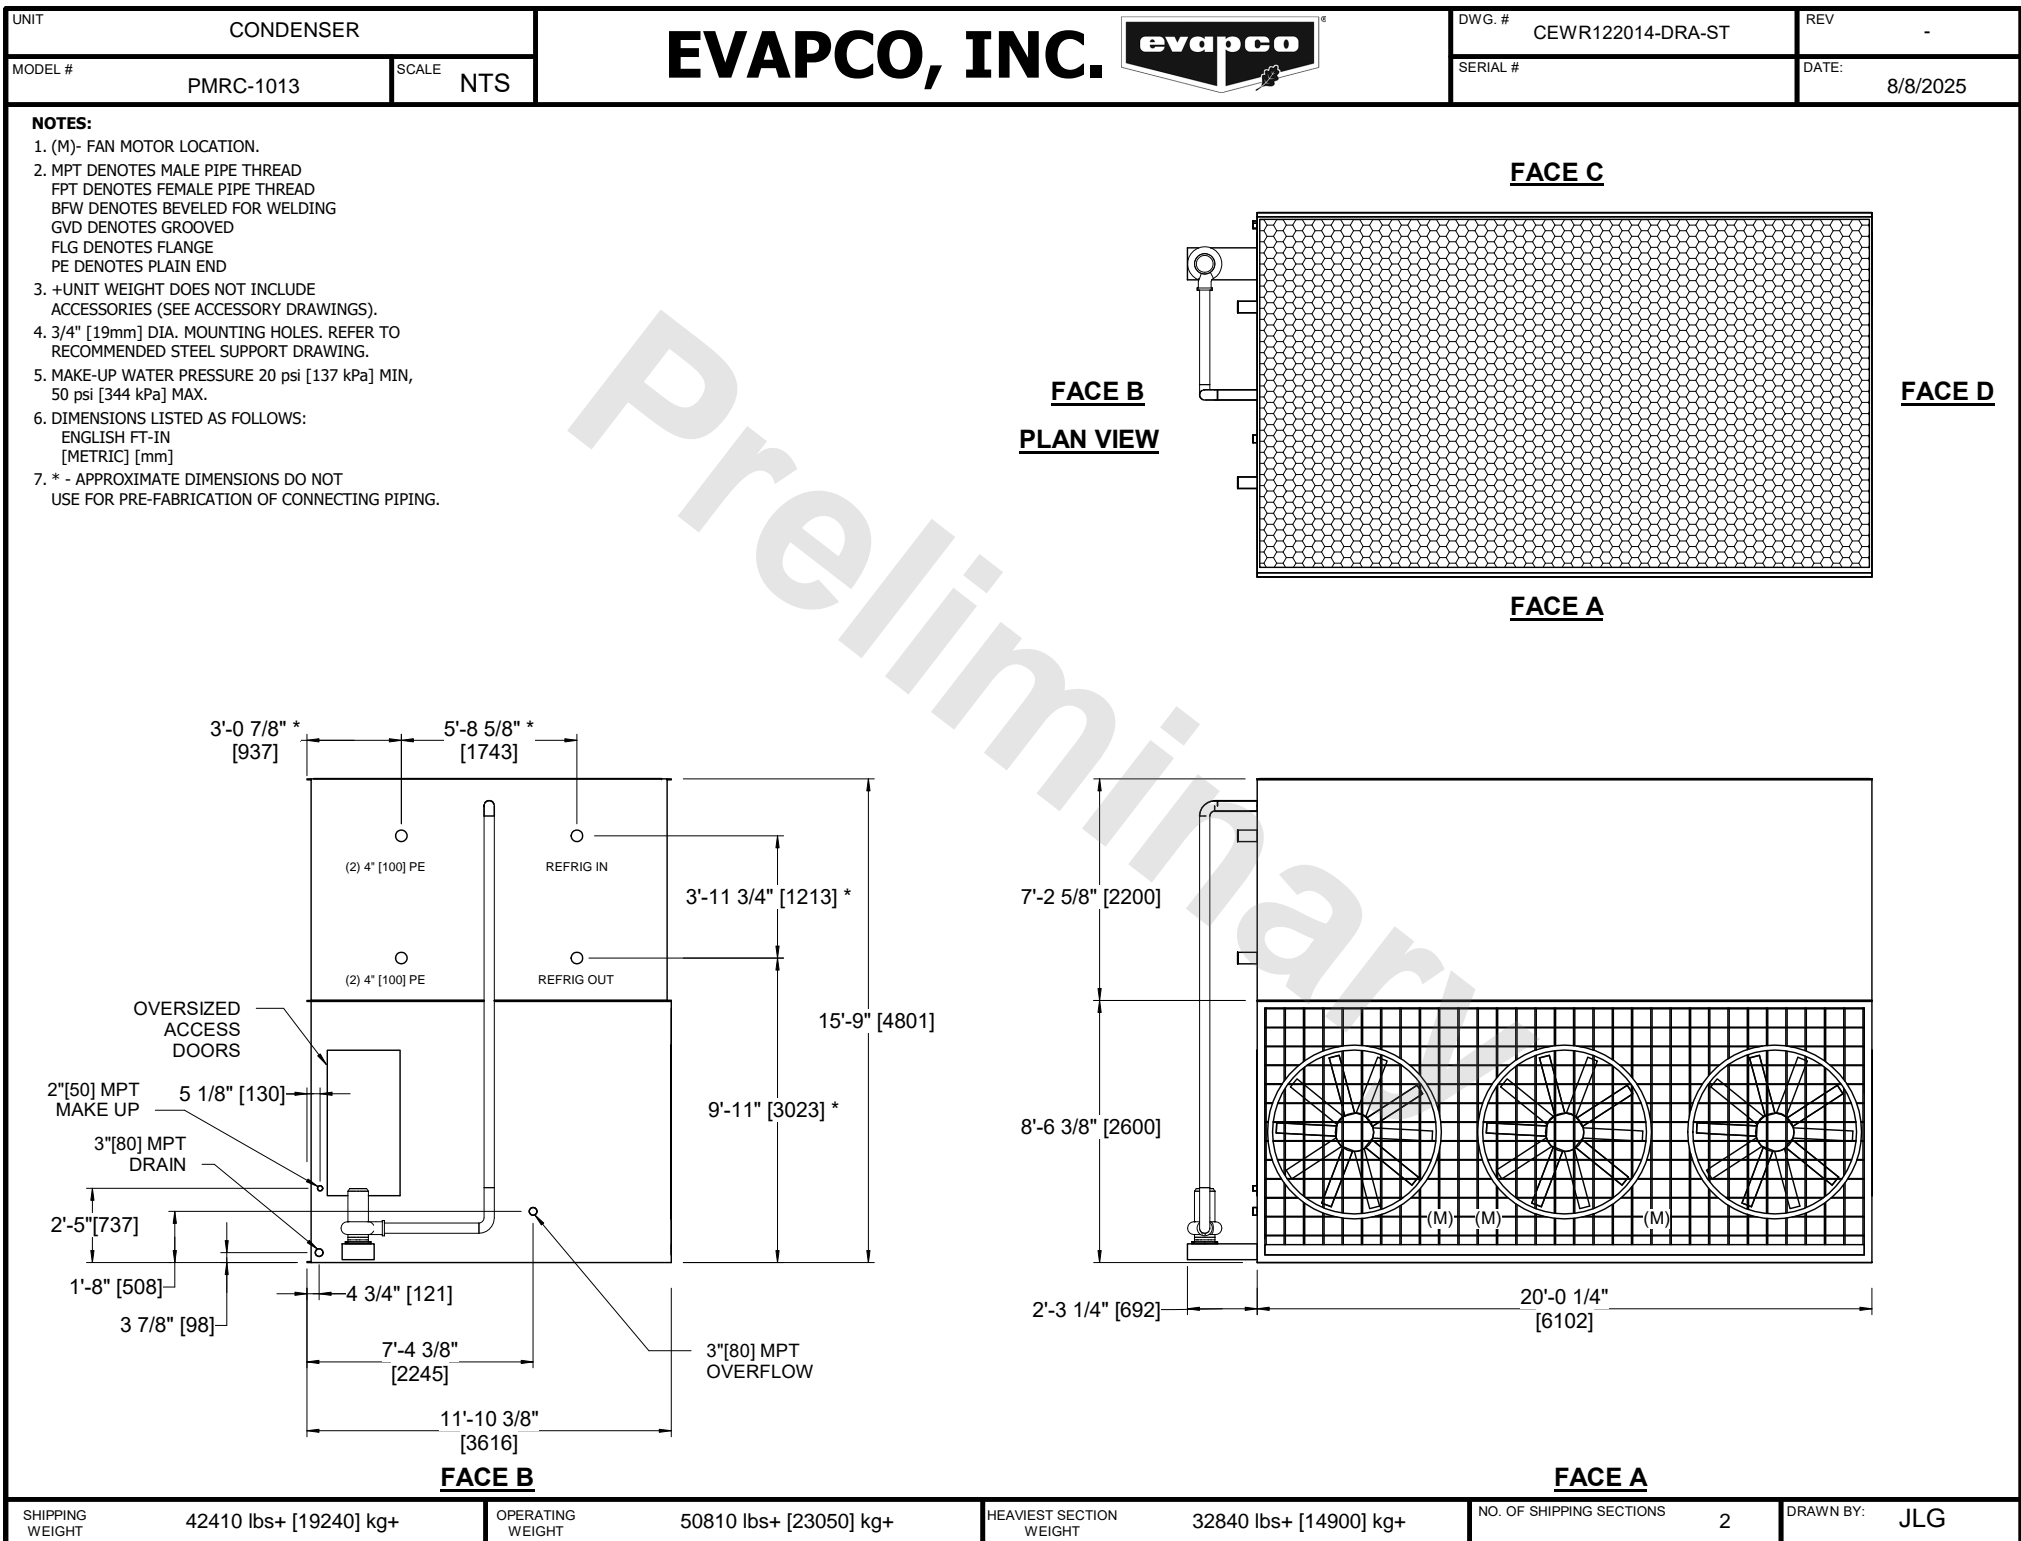 UNIT
CONDENSER
MODEL #
PMRC-1013
SCALE
NTS
EVAPCO, INC.
evapco
®
DWG. #
CEWR122014-DRA-ST
REV
-
SERIAL #
DATE:
8/8/2025
NOTES:
1. (M)- FAN MOTOR LOCATION.
2. MPT DENOTES MALE PIPE THREAD
FPT DENOTES FEMALE PIPE THREAD
BFW DENOTES BEVELED FOR WELDING
GVD DENOTES GROOVED
FLG DENOTES FLANGE
PE DENOTES PLAIN END
3. +UNIT WEIGHT DOES NOT INCLUDE
ACCESSORIES (SEE ACCESSORY DRAWINGS).
4. 3/4" [19mm] DIA. MOUNTING HOLES. REFER TO
RECOMMENDED STEEL SUPPORT DRAWING.
5. MAKE-UP WATER PRESSURE 20 psi [137 kPa] MIN,
50 psi [344 kPa] MAX.
6. DIMENSIONS LISTED AS FOLLOWS:
ENGLISH FT-IN
[METRIC] [mm]
7. * - APPROXIMATE DIMENSIONS DO NOT
USE FOR PRE-FABRICATION OF CONNECTING PIPING.
Preliminary
FACE C
FACE B
FACE D
PLAN VIEW
FACE A
3'-0 7/8" *
[937]
5'-8 5/8" *
[1743]
(2) 4" [100] PE
REFRIG IN
3'-11 3/4" [1213] *
(2) 4" [100] PE
REFRIG OUT
OVERSIZED
ACCESS
DOORS
15'-9" [4801]
2"[50] MPT
MAKE UP
5 1/8" [130]
9'-11" [3023] *
3"[80] MPT
DRAIN
2'-5"[737]
1'-8" [508]
4 3/4" [121]
3 7/8" [98]
7'-4 3/8"
[2245]
3"[80] MPT
OVERFLOW
11'-10 3/8"
[3616]
FACE B
7'-2 5/8" [2200]
8'-6 3/8" [2600]
(M)
(M)
(M)
2'-3 1/4" [692]
20'-0 1/4"
[6102]
FACE A
SHIPPING
WEIGHT
42410 lbs+ [19240] kg+
OPERATING
WEIGHT
50810 lbs+ [23050] kg+
HEAVIEST SECTION
WEIGHT
32840 lbs+ [14900] kg+
NO. OF SHIPPING SECTIONS
2
DRAWN BY:
JLG